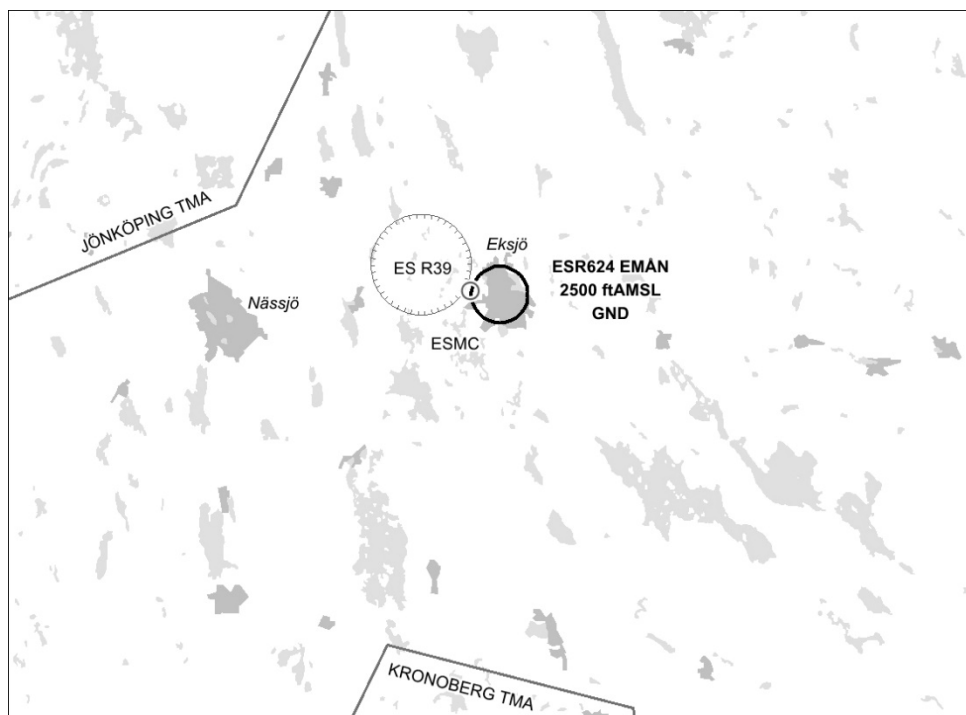 JÖNKÖPING TMA
Eksjö
ES R39
ESR624 EMÅN
2500 ftAMSL
GND
Nässjö
ESMC
KRONOBERG TMA